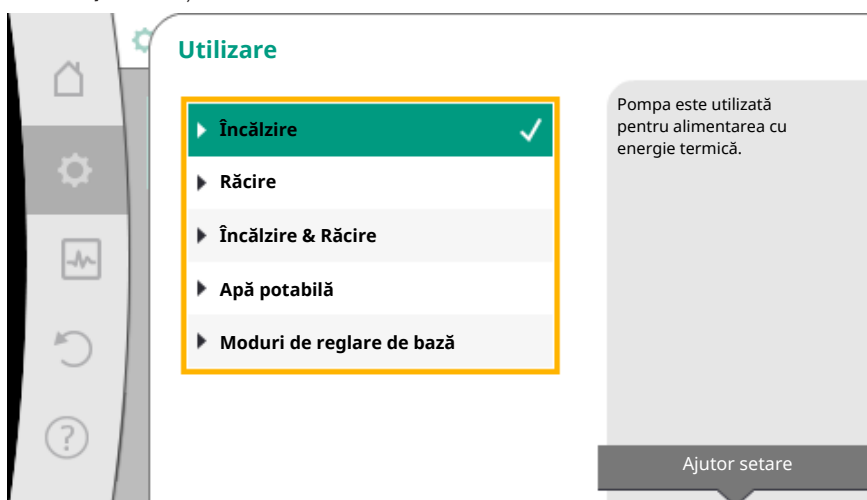 Utilizare
Încălzire
Răcire
Încălzire & Răcire
Apă potabilă
Moduri de reglare de bază
Pompa este utilizată
pentru alimentarea cu
energie termică.
?
Ajutor setare